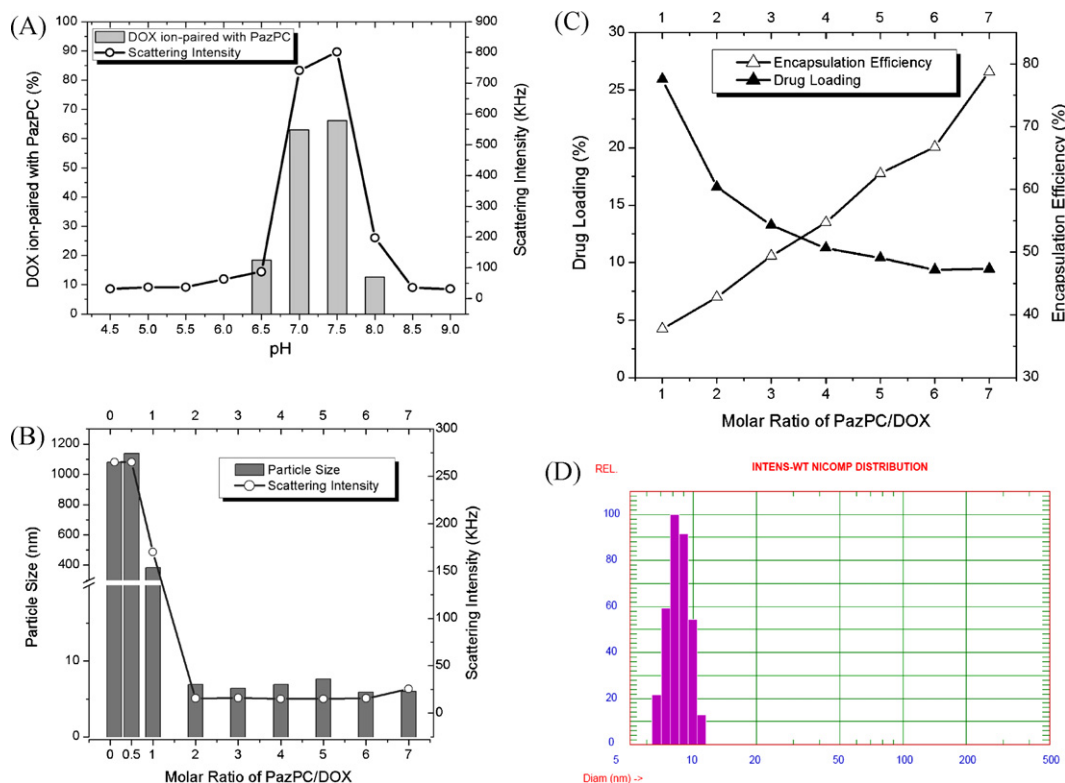 (A)
DOX ion-paired with PazPC
Scattering Intensity
DOX ion-paired with PazPC (%)
100
90
80
70
60
50
40
30
20
10
0
Scattering Intensity (KHz)
900
800
700
600
500
400
300
200
100
0
4.5 5.0 5.5 6.0 6.5 7.0 7.5 8.0 8.5 9.0
pH
(C)
1 2 3 4 5 6 7
Encapsulation Efficiency
Drug Loading
Drug Loading (%)
30
25
20
15
10
5
0
Encapsulation Efficiency (%)
80
70
60
50
40
30
1 2 3 4 5 6 7
Molar Ratio of PazPC/DOX
(B)
0 1 2 3 4 5 6 7
Particle Size
Scattering Intensity
Particle Size (nm)
1200
1100
1000
900
800
700
600
500
400
10
0
Scattering Intensity (KHz)
300
250
200
150
100
50
0
0 0.5 1 2 3 4 5 6 7
Molar Ratio of PazPC/DOX
(D)
REL. INTENS-WT NICOMP DISTRIBUTION
100
80
60
40
20
0
5 10 20 50 100 200 500
Diam (nm) ->